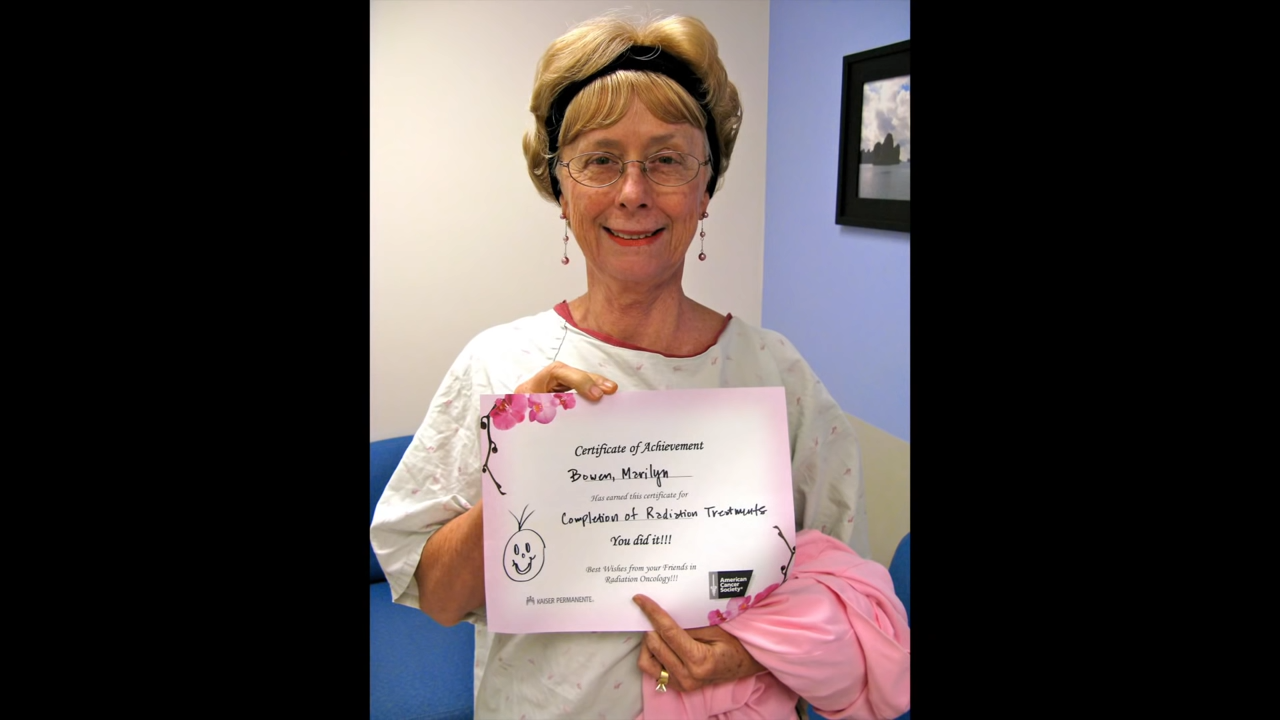 Certificate of Achievement
Bowen, Marilyn
Has earned this certificate for
Completion of Radiation Treatments
You did it!!!
Best Wishes from your Friends in
Radiation Oncology!!!
American
Cancer
Society®
KAISER PERMANENTE.